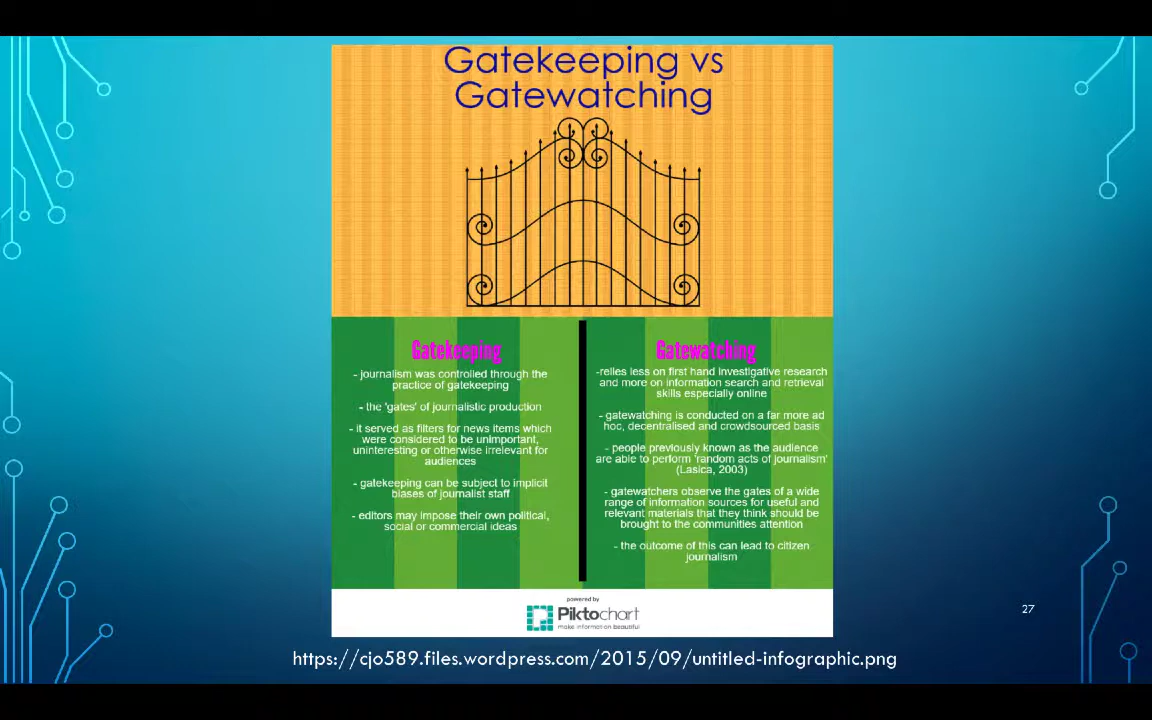 Gatekeeping vs
Gatewatching
Gatekeeping
- journalism was controlled through the
practice of gatekeeping
- the 'gates' of journalistic production
- it served as filters for news items which
were considered to be unimportant,
uninteresting or otherwise irrelevant for
audiences
- gatekeeping can be subject to implicit
biases of journalist staff
- editors may impose their own political,
social or commercial ideas
Gatewatching
-relies less on first hand investigative research
and more on information search and retrieval
skills especially online
- gatewatching is conducted on a far more ad
hoc, decentralised and crowdsourced basis
- people previously known as the audience
are able to perform 'random acts of journalism'
(Lasica, 2003)
- gatewatchers observe the gates of a wide
range of information sources for useful and
relevant materials that they think should be
brought to the communities attention
- the outcome of this can lead to citizen
journalism
powered by
Piktochart
make information beautiful
27
https://cjo589.files.wordpress.com/2015/09/untitled-infographic.png